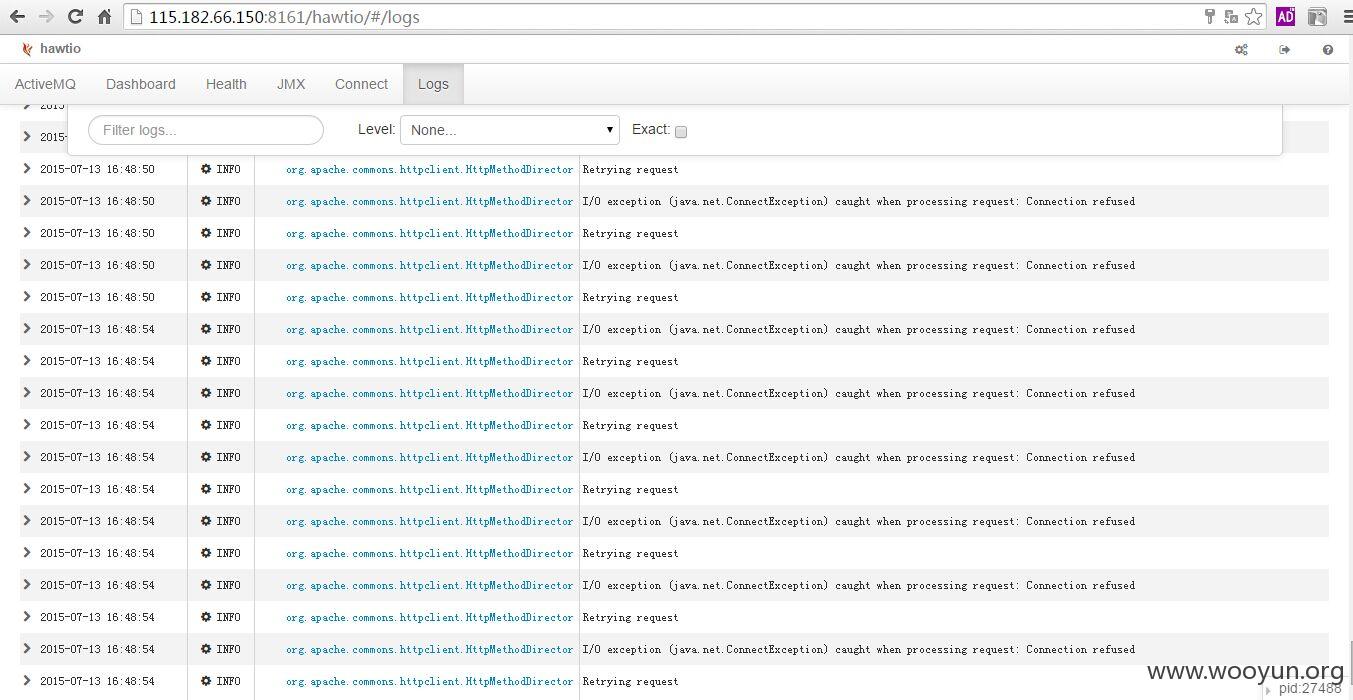 115.182.66.150:8161/hawtio/#/logs
AD
hawtio
ActiveMQ Dashboard Health JMX Connect Logs
2015
Filter logs... Level: None... Exact:
2015-
2015-07-13 16:48:50 INFO org.apache.commons.httpclient.HttpMethodDirector Retrying request
2015-07-13 16:48:50 INFO org.apache.commons.httpclient.HttpMethodDirector I/O exception (java.net.ConnectException) caught when processing request: Connection refused
2015-07-13 16:48:50 INFO org.apache.commons.httpclient.HttpMethodDirector Retrying request
2015-07-13 16:48:50 INFO org.apache.commons.httpclient.HttpMethodDirector I/O exception (java.net.ConnectException) caught when processing request: Connection refused
2015-07-13 16:48:50 INFO org.apache.commons.httpclient.HttpMethodDirector Retrying request
2015-07-13 16:48:54 INFO org.apache.commons.httpclient.HttpMethodDirector I/O exception (java.net.ConnectException) caught when processing request: Connection refused
2015-07-13 16:48:54 INFO org.apache.commons.httpclient.HttpMethodDirector Retrying request
2015-07-13 16:48:54 INFO org.apache.commons.httpclient.HttpMethodDirector I/O exception (java.net.ConnectException) caught when processing request: Connection refused
2015-07-13 16:48:54 INFO org.apache.commons.httpclient.HttpMethodDirector Retrying request
2015-07-13 16:48:54 INFO org.apache.commons.httpclient.HttpMethodDirector I/O exception (java.net.ConnectException) caught when processing request: Connection refused
2015-07-13 16:48:54 INFO org.apache.commons.httpclient.HttpMethodDirector Retrying request
2015-07-13 16:48:54 INFO org.apache.commons.httpclient.HttpMethodDirector I/O exception (java.net.ConnectException) caught when processing request: Connection refused
2015-07-13 16:48:54 INFO org.apache.commons.httpclient.HttpMethodDirector Retrying request
2015-07-13 16:48:54 INFO org.apache.commons.httpclient.HttpMethodDirector I/O exception (java.net.ConnectException) caught when processing request: Connection refused
2015-07-13 16:48:54 INFO org.apache.commons.httpclient.HttpMethodDirector Retrying request
2015-07-13 16:48:54 INFO org.apache.commons.httpclient.HttpMethodDirector I/O exception (java.net.ConnectException) caught when processing request: Connection refused
2015-07-13 16:48:54 INFO org.apache.commons.httpclient.HttpMethodDirector Retrying request
www.wooyun.org
pid:27488